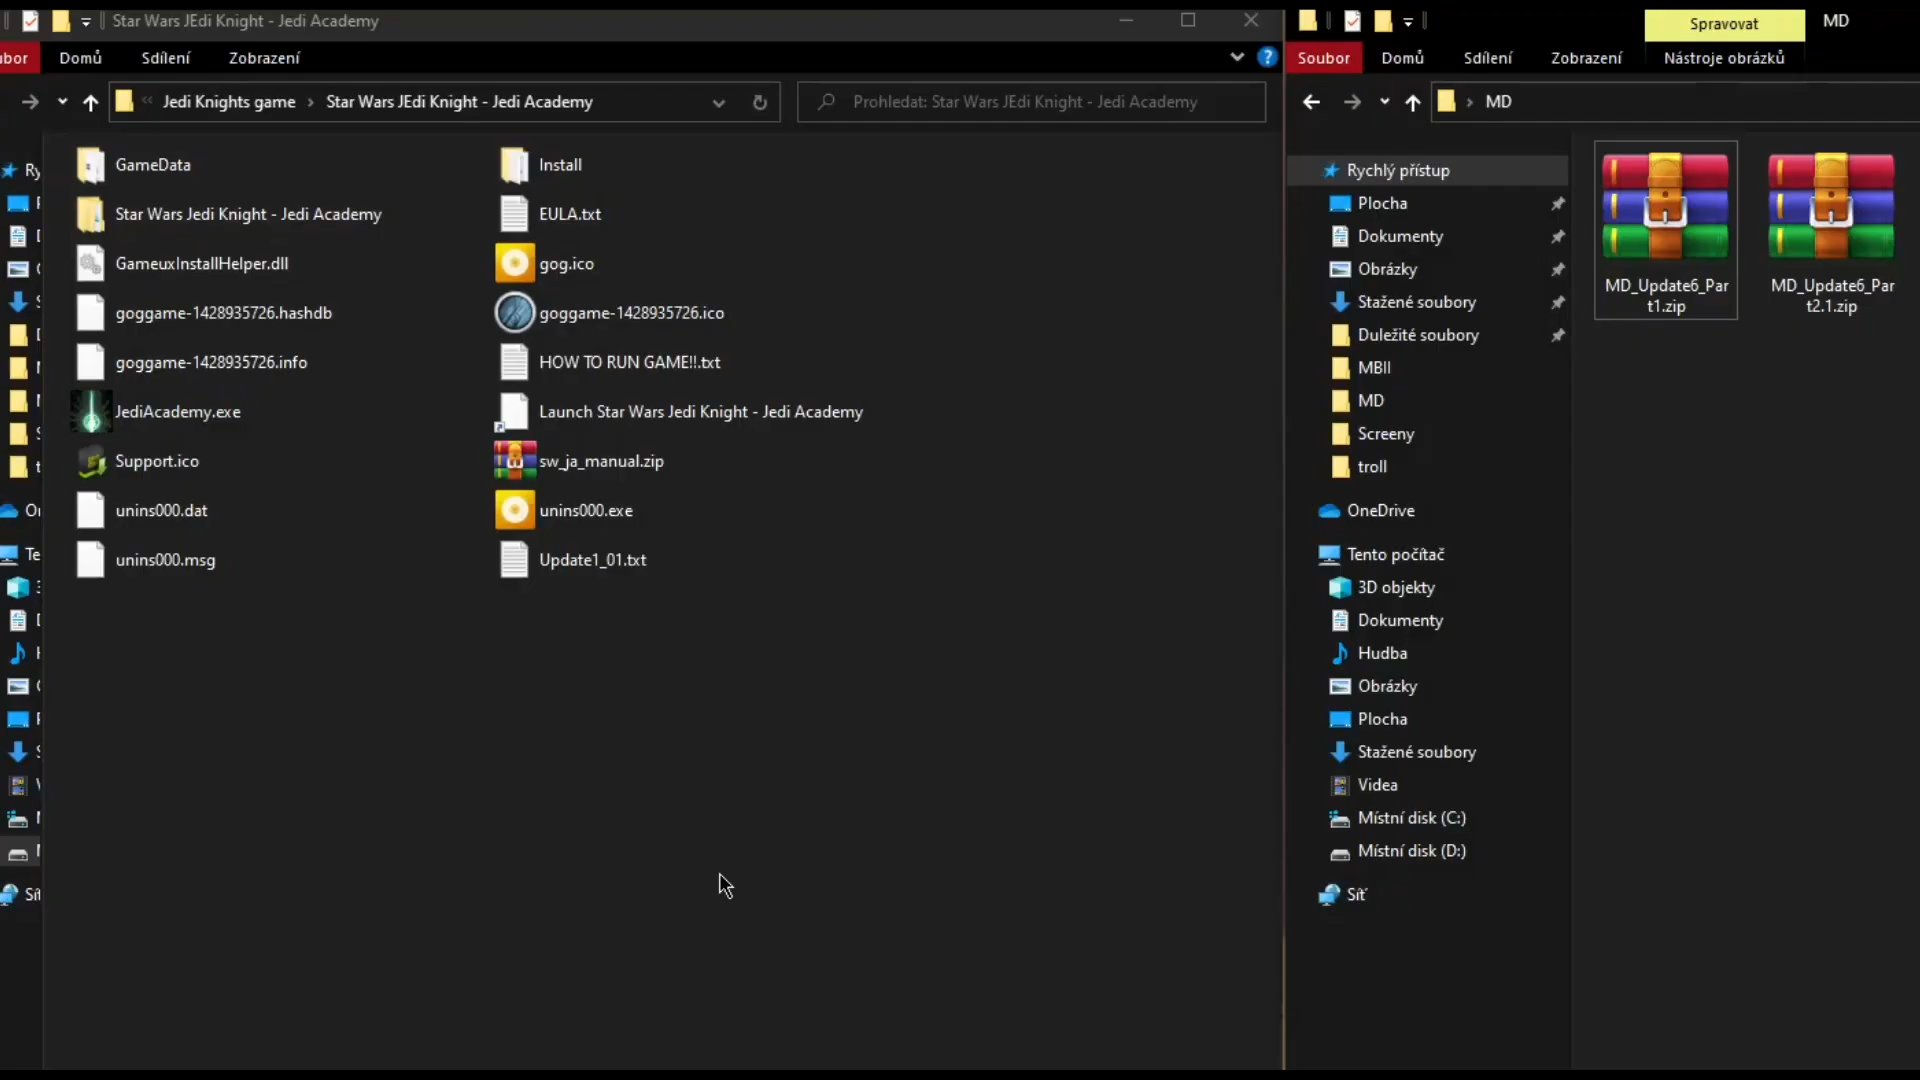 Star Wars JEdi Knight - Jedi Academy
Domů
Sdílení
Zobrazení
Jedi Knights game
Star Wars JEdi Knight - Jedi Academy
Prohledat: Star Wars JEdi Knight - Jedi Academy
GameData
Star Wars Jedi Knight - Jedi Academy
GameuxInstallHelper.dll
goggame-1428935726.hashdb
goggame-1428935726.info
JediAcademy.exe
Support.ico
unins000.dat
unins000.msg
Install
EULA.txt
gog.ico
goggame-1428935726.ico
HOW TO RUN GAME!!.txt
Launch Star Wars Jedi Knight - Jedi Academy
sw_ja_manual.zip
unins000.exe
Update1_01.txt
Spravovat
MD
Soubor
Domů
Sdílení
Zobrazení
Nástroje obrázků
MD
Rychlý přístup
Plocha
Dokumenty
Obrázky
Stažené soubory
Duležité soubory
MBII
MD
Screeny
troll
OneDrive
Tento počítač
3D objekty
Dokumenty
Hudba
Obrázky
Plocha
Stažené soubory
Videa
Místní disk (C:)
Místní disk (D:)
Síť
MD_Update6_Par
t1.zip
MD_Update6_Par
t2.1.zip